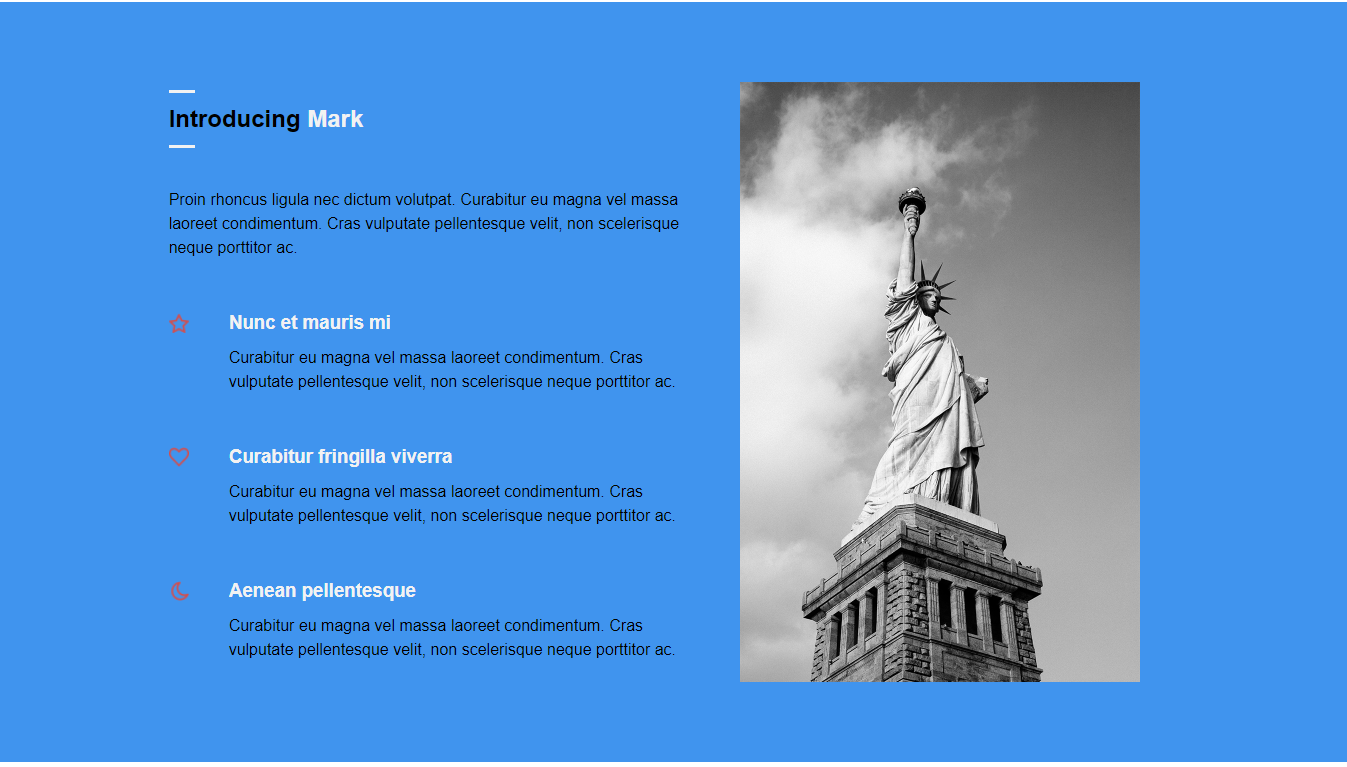 Introducing Mark
Proin rhoncus ligula nec dictum volutpat. Curabitur eu magna vel massa
laoreet condimentum. Cras vulputate pellentesque velit, non scelerisque
neque porttitor ac.
Nunc et mauris mi
Curabitur eu magna vel massa laoreet condimentum. Cras
vulputate pellentesque velit, non scelerisque neque porttitor ac.
Curabitur fringilla viverra
Curabitur eu magna vel massa laoreet condimentum. Cras
vulputate pellentesque velit, non scelerisque neque porttitor ac.
Aenean pellentesque
Curabitur eu magna vel massa laoreet condimentum. Cras
vulputate pellentesque velit, non scelerisque neque porttitor ac.